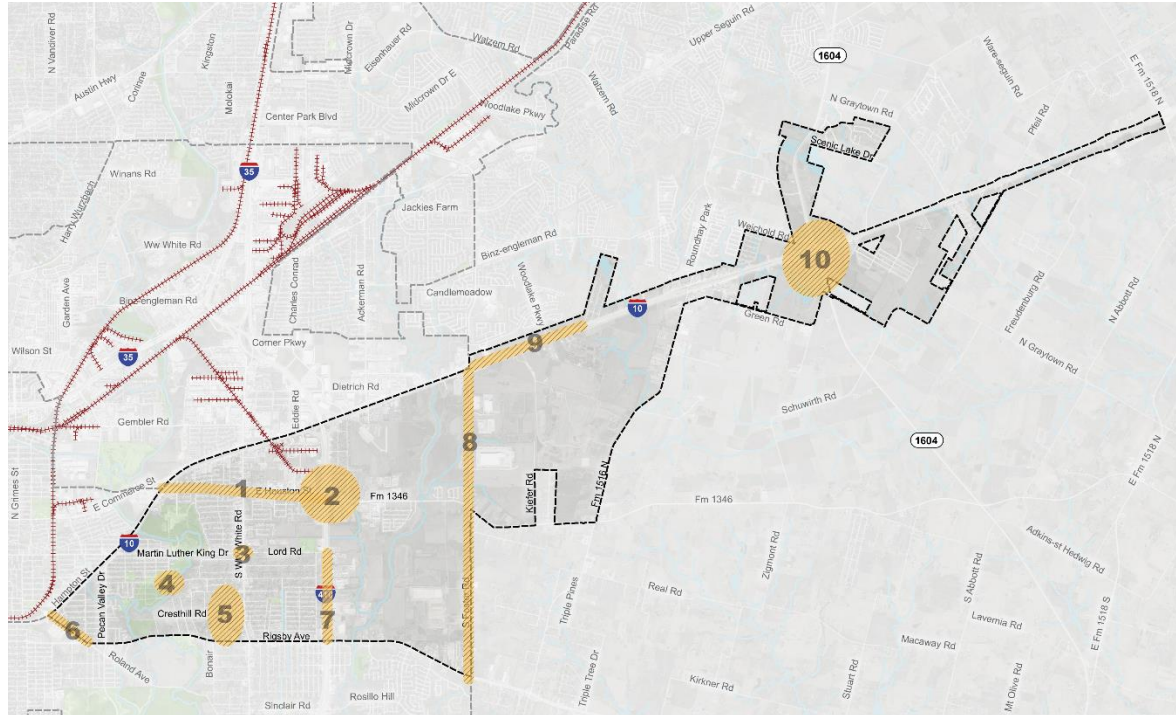 N Vandiver Rd
Austin Hwy
Corinne
Kingston
Molokai
Midcrown Dr
Eisenhauer Rd
Walzem Rd
Paradise Rd
Midcrown Dr E
Woodlake Pkwy
Walzem Rd
Upper Seguin Rd
1604
Ware-seguin Rd
E Fm 1518 N
Pfeil Rd
N Graytown Rd
Scenic Lake Dr
Center Park Blvd
35
Winans Rd
Harry Wurzbach
Jackies Farm
Ww White Rd
Binz-engleman Rd
Roundhay Park
Weichold Rd
10
Garden Ave
Binz-engleman Rd
Charles Conrad
Ackerman Rd
Candlemeadow
Woodlake Pkwy
10
Green Rd
Freudenburg Rd
N Abbott Rd
Wilson St
35
Corner Pkwy
9
N Graytown Rd
Dietrich Rd
Eddie Rd
Schuwirth Rd
Gembler Rd
8
1604
N Grimes St
E Commerce St
1
E Houston St
2
Fm 1346
Kiefer Rd
Fm 1516 N
Fm 1346
E Fm 1518 N
10
Martin Luther King Dr
3
Lord Rd
Adkins-st Hedwig Rd
Zigmont Rd
Hampton St
Pecan Valley Dr
4
Real Rd
Triple Pines
S Abbott Rd
Cresthill Rd
5
7
6
Rigsby Ave
Lavernia Rd
Macaway Rd
E Fm 1518 S
Roland Ave
Bonair
Rosillo Hill
Sinclair Rd
Triple Tree Dr
Kirkner Rd
Stuart Rd
Mt Olive Rd